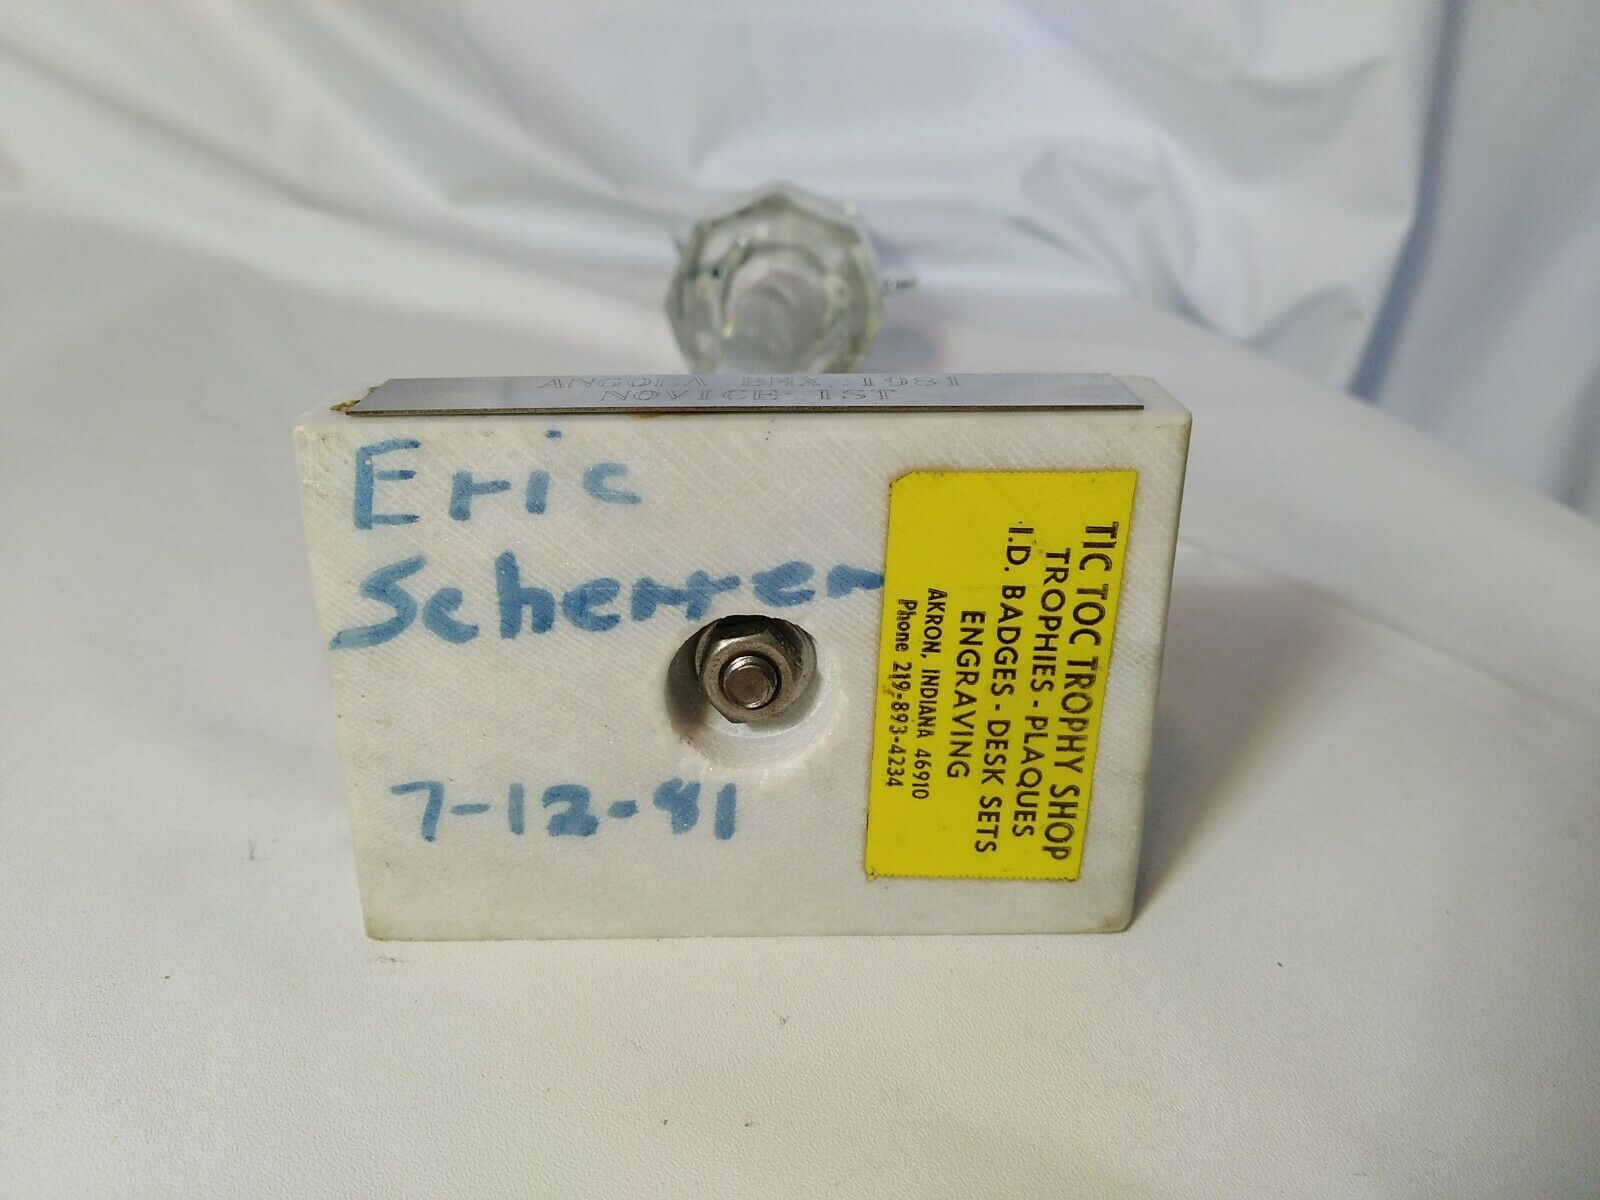 ANGOLA BMX 1981
NOVICE 1ST
Eric
Scherrer
7-12-81
TIC TOC TROPHY SHOP
TROPHIES - PLAQUES
I.D. BADGES - DESK SETS
ENGRAVING
AKRON, INDIANA 46910
Phone 219-893-4234